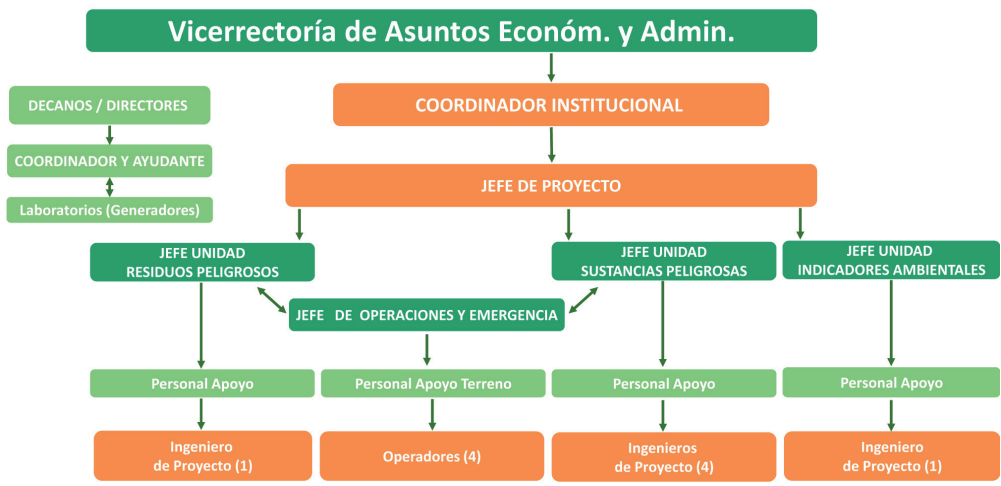 Vicerrectoría de Asuntos Económ. y Admin.
DECANOS / DIRECTORES
COORDINADOR INSTITUCIONAL
COORDINADOR Y AYUDANTE
JEFE DE PROYECTO
Laboratorios (Generadores)
JEFE UNIDAD
RESIDUOS PELIGROSOS
JEFE UNIDAD
SUSTANCIAS PELIGROSAS
JEFE UNIDAD
INDICADORES AMBIENTALES
JEFE DE OPERACIONES Y EMERGENCIA
Personal Apoyo
Personal Apoyo Terreno
Personal Apoyo
Personal Apoyo
Ingeniero
de Proyecto (1)
Operadores (4)
Ingenieros
de Proyecto (4)
Ingeniero
de Proyecto (1)